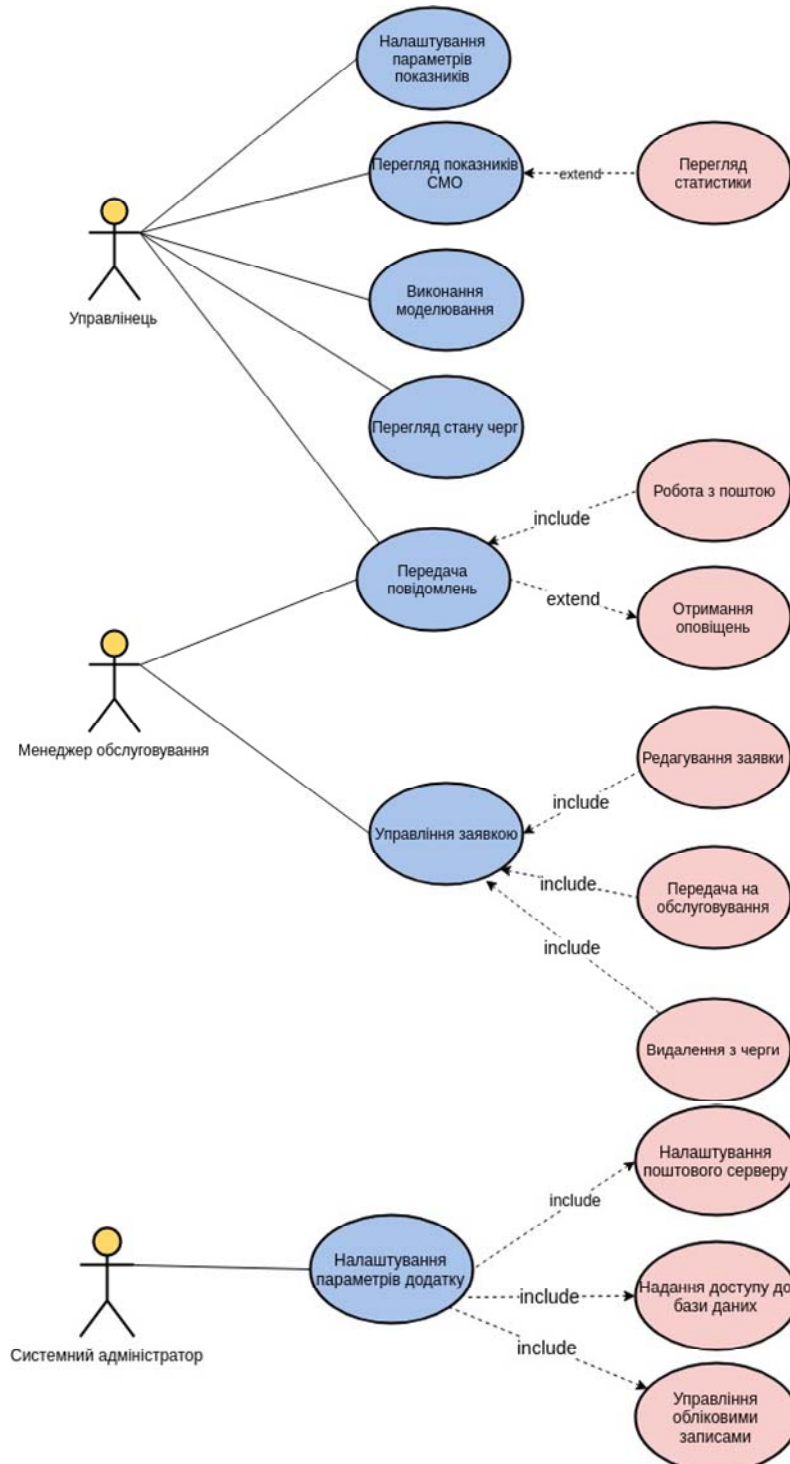 Налаштування
параметрів
показників
Перегляд показників
СМО
extend
Перегляд
статистики
Управлінець
Виконання
моделювання
Перегляд стану черг
Робота з поштою
include
Передача
повідомлень
extend
Отримання
оповіщень
Менеджер обслуговування
Редагування заявки
include
Управління заявкою
include
Передача на
обслуговування
include
Видалення з черги
Налаштування
поштового серверу
include
Налаштування
параметрів додатку
Системний адміністратор
include
Надання доступу до
бази даних
include
Управління
обліковими
записами